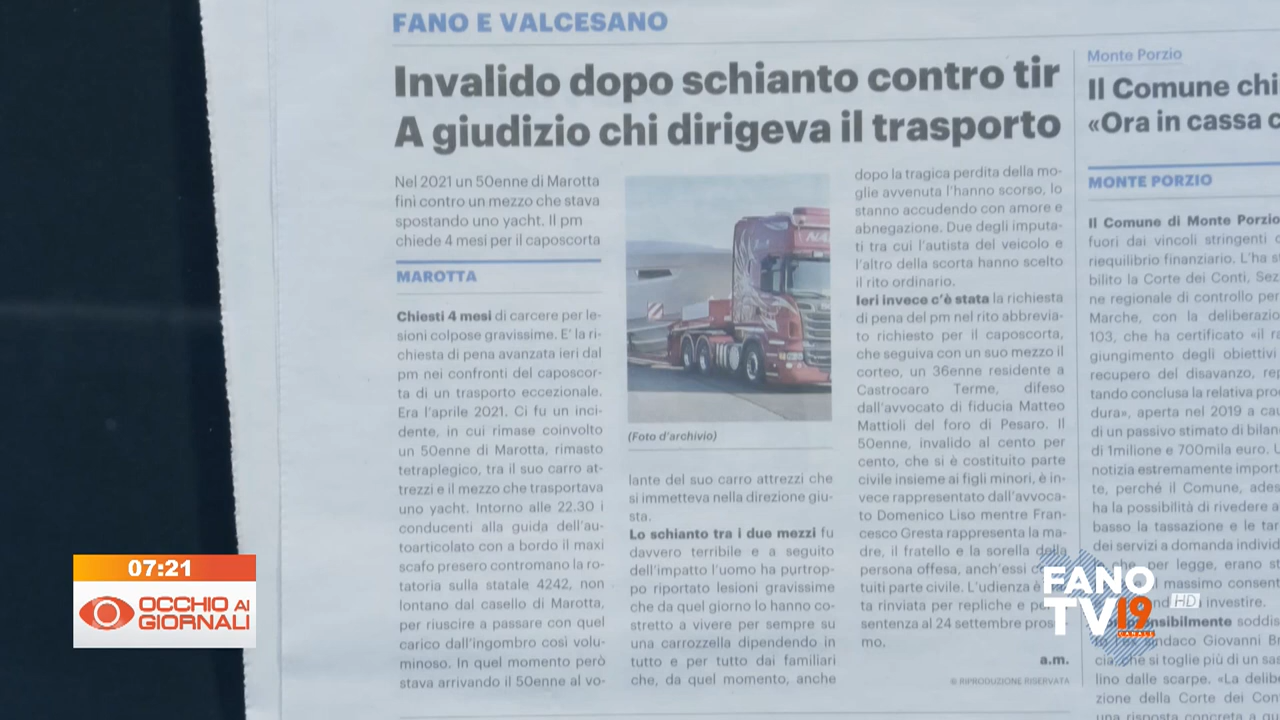 FANO E VALCESANO
Invalido dopo schianto contro tir
A giudizio chi dirigeva il trasporto
Nel 2021 un 50enne di Marotta
finì contro un mezzo che stava
spostando uno yacht. Il pm
chiede 4 mesi per il caposcorta
MAROTTA
Chiesti 4 mesi di carcere per le-
sioni colpose gravissime. E' la ri-
chiesta di pena avanzata ieri dal
pm nei confronti del caposcor-
ta di un trasporto eccezionale.
Era l'aprile 2021. Ci fu un inci-
dente, in cui rimase coinvolto
un 50enne di Marotta, rimasto
tetraplegico, tra il suo carro at-
trezzi e il mezzo che trasportava
uno yacht. Intorno alle 22.30 i
conducenti alla guida dell'au-
toarticolato con a bordo il maxi
scafo presero contromano la ro-
tatoria sulla statale 4242, non
lontano dal casello di Marotta,
per riuscire a passare con quel
carico dall'ingombro così volu-
minoso. In quel momento però
stava arrivando il 50enne al vo-
(Foto d'archivio)
lante del suo carro attrezzi che
si immetteva nella direzione giu-
sta.
Lo schianto tra i due mezzi fu
davvero terribile e a seguito
dell'impatto l'uomo ha purtrop-
po riportato lesioni gravissime
che da quel giorno lo hanno co-
stretto a vivere per sempre su
una carrozzella dipendendo in
tutto e per tutto dai familiari
che, da quel momento, anche
dopo la tragica perdita della mo-
glie avvenuta l'hanno scorso, lo
stanno accudendo con amore e
abnegazione. Due degli imputa-
ti tra cui l'autista del veicolo e
l'altro della scorta hanno scelto
il rito ordinario.
Ieri invece c'è stata la richiesta
di pena del pm nel rito abbrevia-
to richiesto per il caposcorta,
che seguiva con un suo mezzo il
corteo, un 36enne residente a
Castrocaro Terme, difeso
dall'avvocato di fiducia Matteo
Mattioli del foro di Pesaro. Il
50enne, invalido al cento per
cento, che si è costituito parte
civile insieme ai figli minori, è in-
vece rappresentato dall'avvoca-
to Domenico Liso mentre Fran-
cesco Gresta rappresenta la ma-
dre, il fratello e la sorella della
persona offesa, anch'essi
tuiti parte civile. L'udienza è
ta rinviata per repliche e
sentenza al 24 settembre
mo.
a.m.
© RIPRODUZIONE RISERVATA
Monte Porzio
Il Comune chi
«Ora in cassa
MONTE PORZIO
Il Comune di Monte Porzio
fuori dai vincoli stringenti
riequilibrio finanziario. L'ha
bilito la Corte dei Conti, Sez
ne regionale di controllo per
Marche, con la deliberazio
103, che ha certificato «il
giungimento degli obiettivi
recupero del disavanzo,
tando conclusa la relativa pro
dura», aperta nel 2019 a
di un passivo stimato di bilan
di 1milione e 700mila euro.
notizia estremamente import
te, perché il Comune, ades
ha la possibilità di rivedere a
basso la tassazione e le
dei servizi a domanda individ
per legge, erano
massimo consent
investire.
soddis
Giovanni
che si toglie più di un
lino dalle scarpe. «La delib
zione della Corte dei Con
una risposta concreta a
07:21
OCCHIO AI
GIORNALI
FANO
TV 19 HD
CANALE